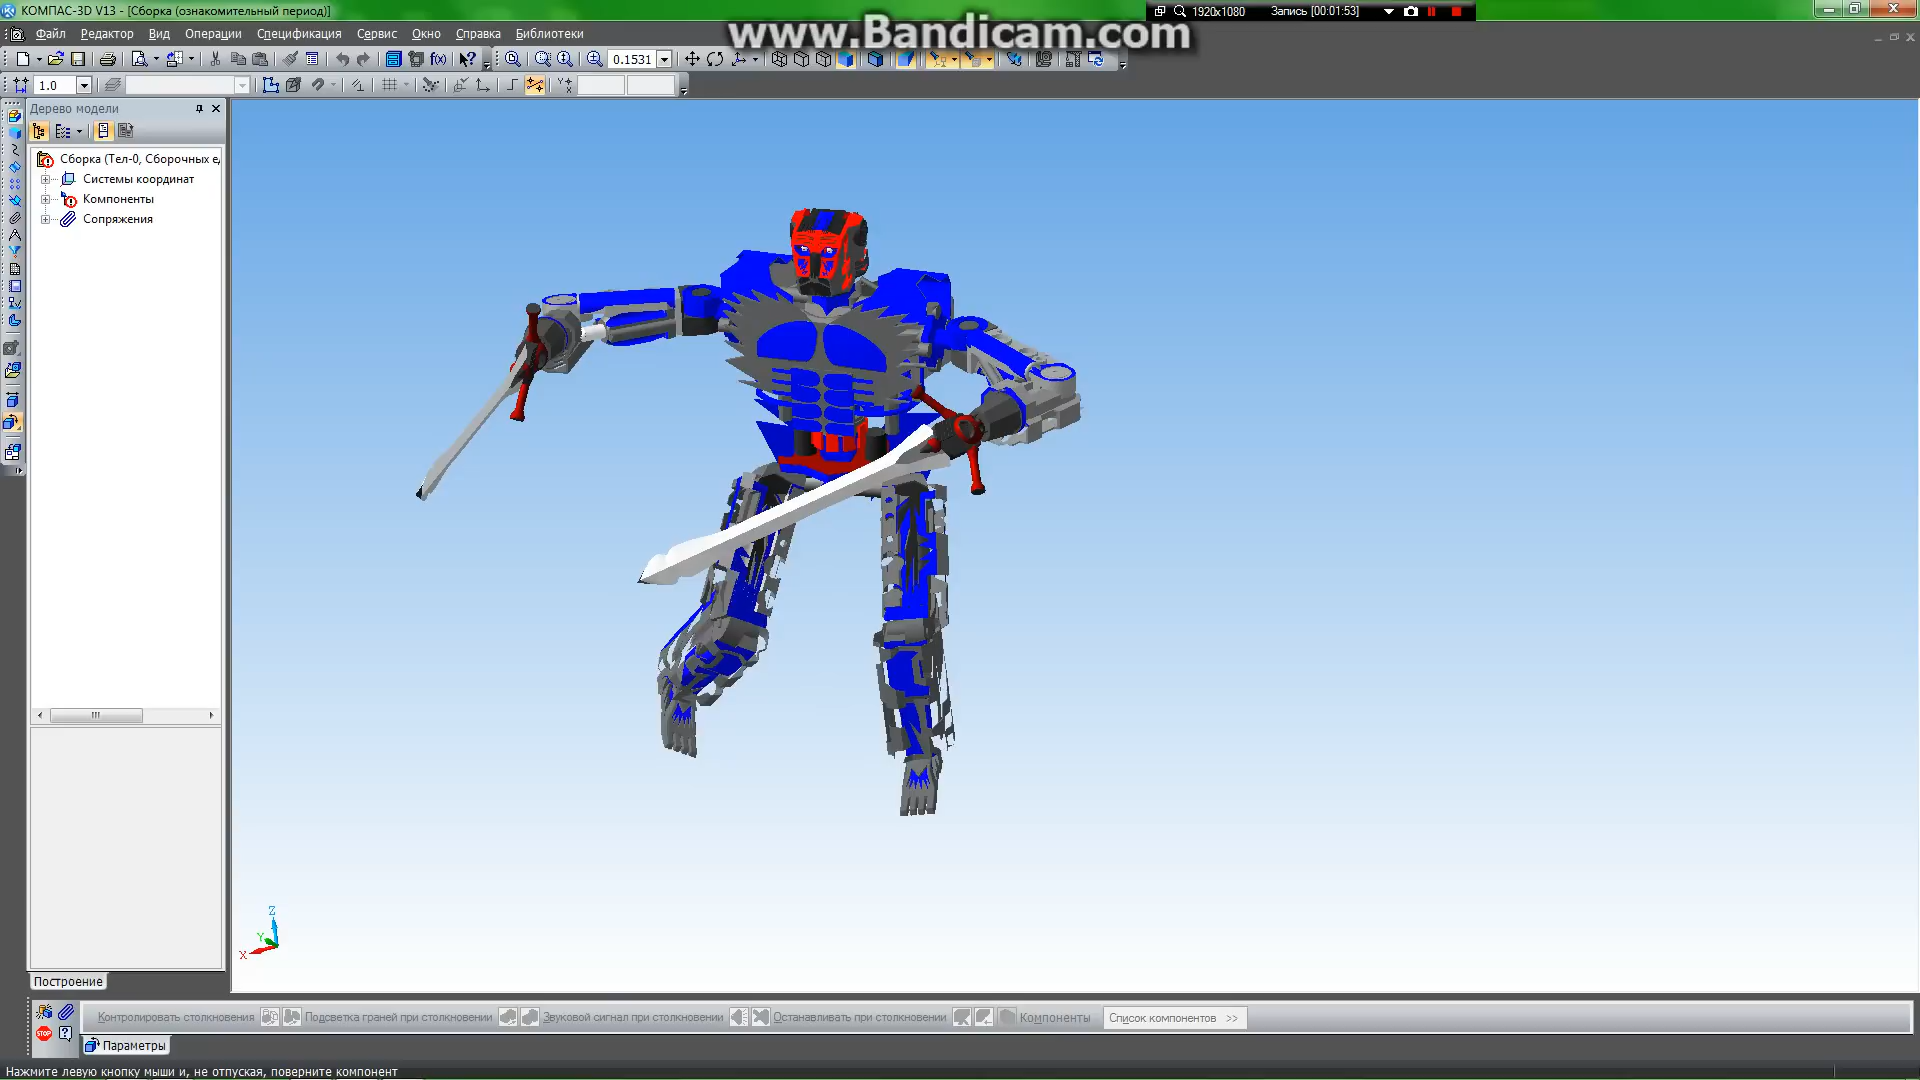 КОМПАС-3D V13 - [Сборка (ознакомительный период)]
1920x1080
Запись [00:01:53]
www.Bandicam.com
Файл Редактор Вид Операции Спецификация Сервис Окно Справка Библиотеки
f(x)
0.1531
1.0
Дерево модели
Сборка (Тел-0, Сборочных е
Системы координат
Компоненты
Сопряжения
Z
Y
X
Построение
Контролировать столкновения
Подсветка граней при столкновении
Звуковой сигнал при столкновении
Останавливать при столкновении
Компоненты
Список компонентов >>
STOP
Параметры
Нажмите левую кнопку мыши и, не отпуская, поверните компонент